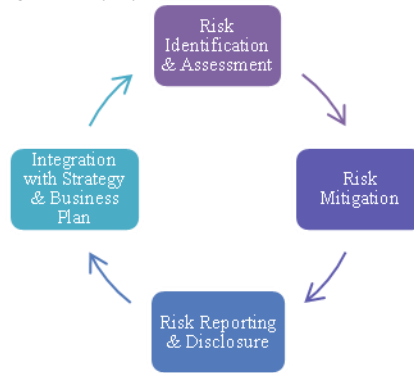 Risk
Identification
& Assessment
Risk
Mitigation
Risk Reporting
& Disclosure
Integration
with Strategy
& Business
Plan